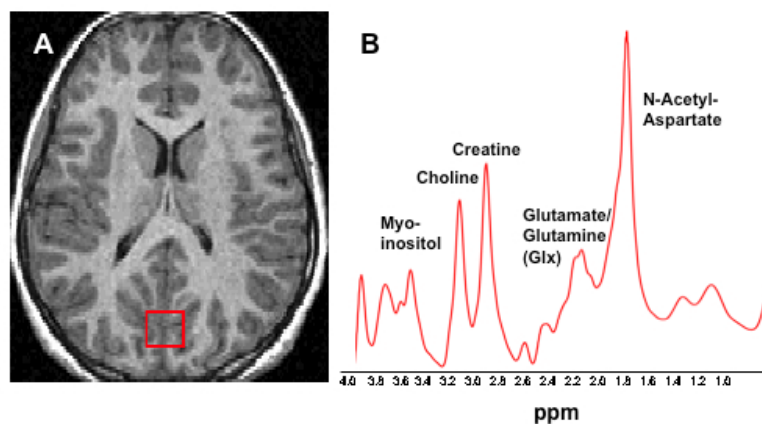 A
B
N-Acetyl-
Aspartate
Creatine
Choline
Glutamate/
Glutamine
(Glx)
Myo-
inositol
4.0 3.8 3.6 3.4 3.2 3.0 2.8 2.6 2.4 2.2 2.0 1.8 1.6 1.4 1.2 1.0
ppm